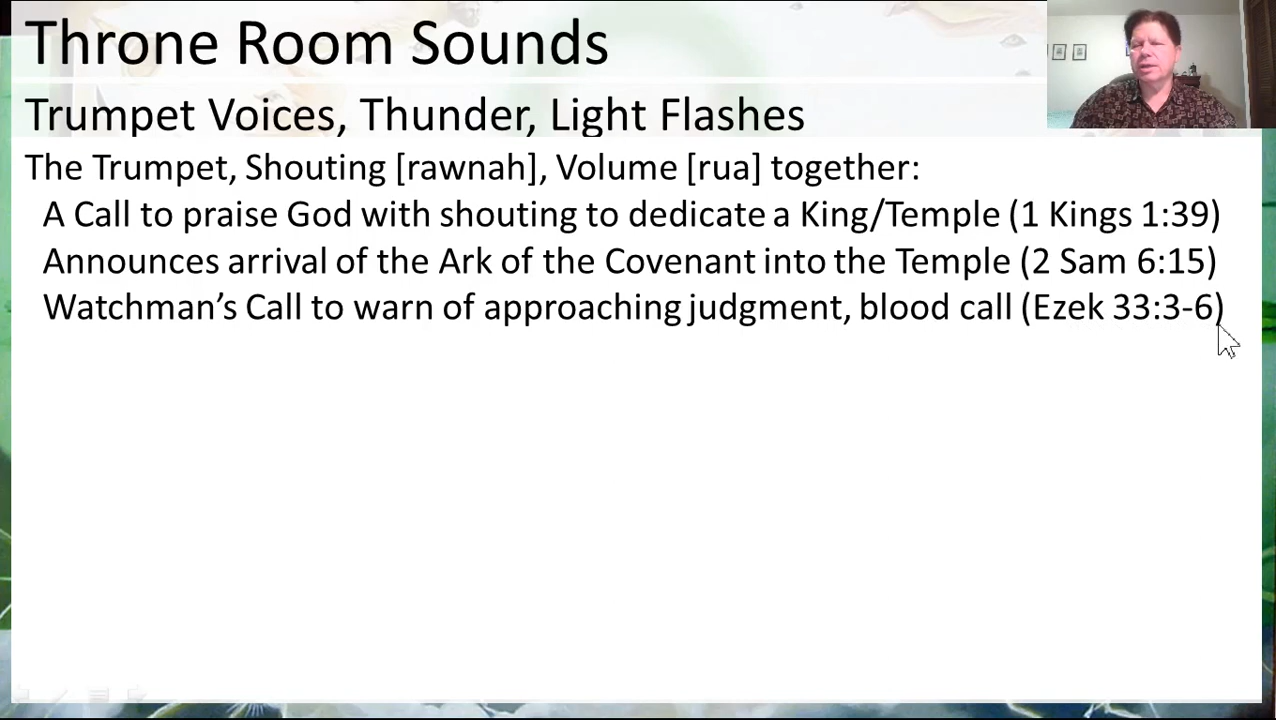 Throne Room Sounds
Trumpet Voices, Thunder, Light Flashes
The Trumpet, Shouting [rawnah], Volume [rua] together:
A Call to praise God with shouting to dedicate a King/Temple (1 Kings 1:39)
Announces arrival of the Ark of the Covenant into the Temple (2 Sam 6:15)
Watchman’s Call to warn of approaching judgment, blood call (Ezek 33:3-6)